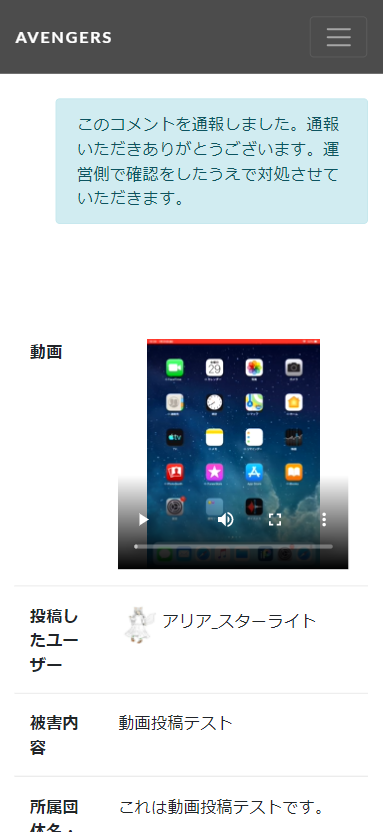 AVENGERS
このコメントを通報しました。通報
いただきありがとうございます。運
営側で確認をしたうえで対処させて
いただきます。
動画
投稿し
たユー
ザー
アリア_スターライト
被害内
容
動画投稿テスト
所属団
体名・
これは動画投稿テストです。